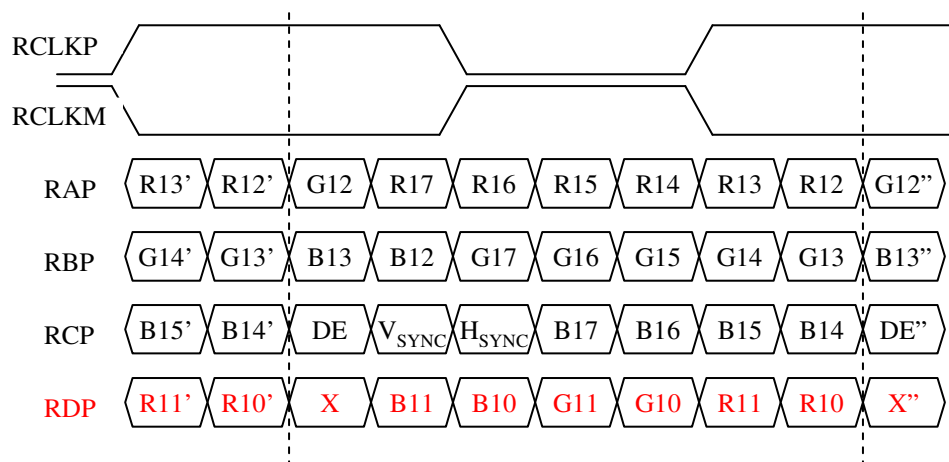 RCLKP
RCLKM
RAP R13’ R12’ G12 R17 R16 R15 R14 R13 R12 G12”
RBP G14’ G13’ B13 B12 G17 G16 G15 G14 G13 B13”
RCP B15’ B14’ DE VSYNC HSYNC B17 B16 B15 B14 DE”
RDP R11’ R10’ X B11 B10 G11 G10 R11 R10 X”